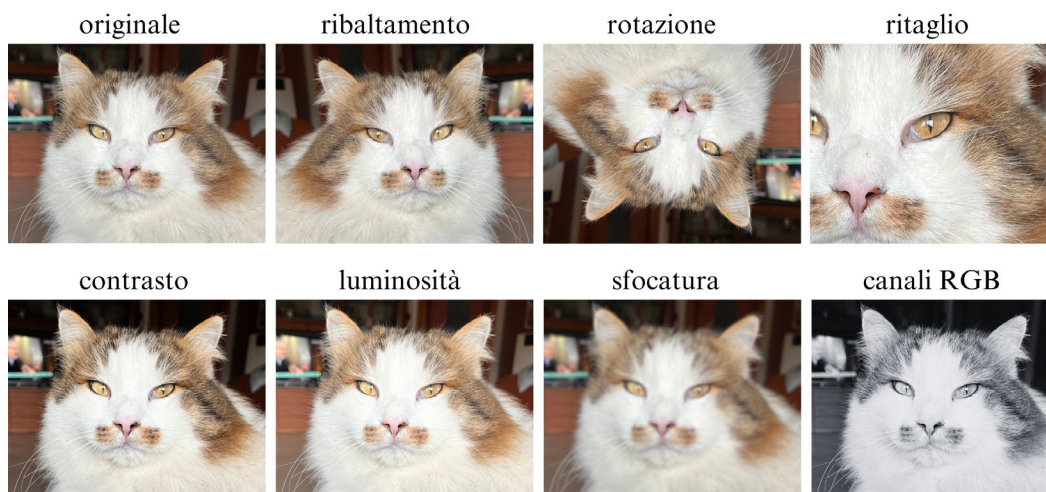 originale
ribaltamento
rotazione
ritaglio
contrasto
luminosità
sfocatura
canali RGB